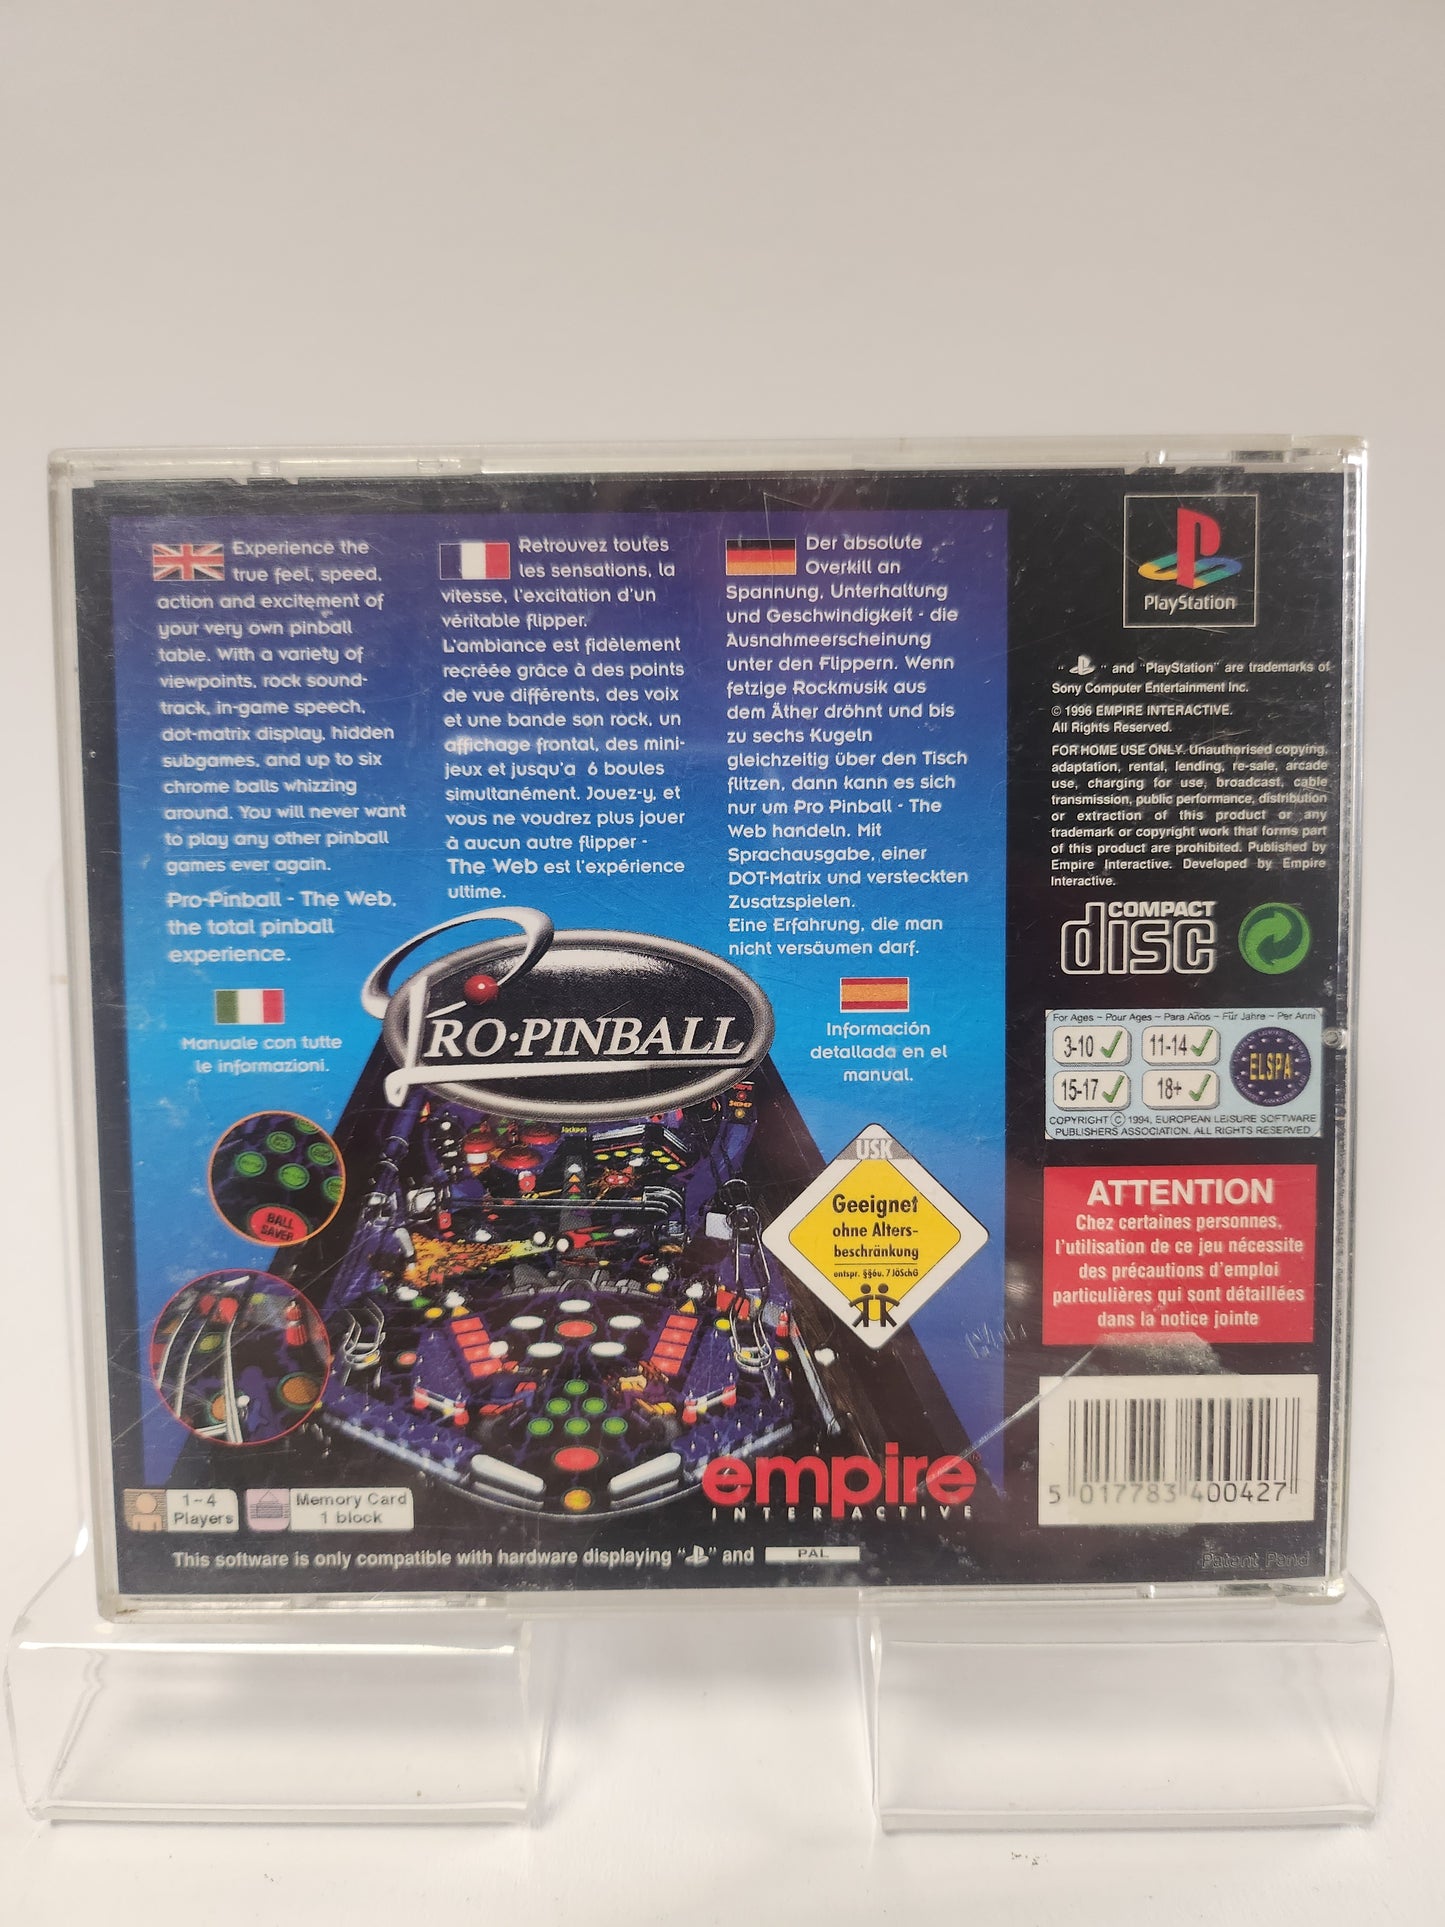 Experience the
true feel, speed,
action and excitement of
your very own pinball
table. With a variety of
viewpoints, rock sound-
track, in-game speech,
dot-matrix display, hidden
subgames, and up to six
chrome balls whizzing
around. You will never want
to play any other pinball
games ever again.
Pro-Pinball - The Web,
the total pinball
experience.
Manuale con tutte
le informazioni.
Retrouvez toutes
les sensations, la
vitesse, l'excitation d'un
véritable flipper.
L'ambiance est fidèlement
recréée grâce à des points
de vue différents, des voix
et une bande son rock, un
affichage frontal, des mini-
jeux et jusqu'a 6 boules
simultanément. Jouez-y, et
vous ne voudrez plus jouer
à aucun autre flipper -
The Web est l'expérience
ultime.
Der absolute
Overkill an
Spannung, Unterhaltung
und Geschwindigkeit - die
Ausnahmeerscheinung
unter den Flippern. Wenn
fetzige Rockmusik aus
dem Äther dröhnt und bis
zu sechs Kugeln
gleichzeitig über den Tisch
flitzen, dann kann es sich
nur um Pro Pinball - The
Web handeln. Mit
Sprachausgabe, einer
DOT-Matrix und versteckten
Zusatzspielen.
Eine Erfahrung, die man
nicht versäumen darf.
Información
detallada en el
manual.
PRO·PINBALL
Jackpot
BALL
SAVER
USK
Geeignet
ohne Alters-
beschränkung
entspr. §§6u. 7 JÖSchG
empire
INTERACTIVE
1-4
Players
Memory Card
1 block
This software is only compatible with hardware displaying " " and PAL
PlayStation
" " and "PlayStation" are trademarks of
Sony Computer Entertainment Inc.
© 1996 EMPIRE INTERACTIVE.
All Rights Reserved.
FOR HOME USE ONLY. Unauthorised copying,
adaptation, rental, lending, re-sale, arcade
use, charging for use, broadcast, cable
transmission, public performance, distribution
or extraction of this product or any
trademark or copyright work that forms part
of this product are prohibited. Published by
Empire Interactive. Developed by Empire
Interactive.
COMPACT
disc
For Ages - Pour Ages - Para Años - Für Jahre - Per Anni
3-10 11-14
15-17 18+
ELSPA
COPYRIGHT © 1994, EUROPEAN LEISURE SOFTWARE
PUBLISHERS ASSOCIATION. ALL RIGHTS RESERVED
ATTENTION
Chez certaines personnes,
l'utilisation de ce jeu nécessite
des précautions d'emploi
particulières qui sont détaillées
dans la notice jointe
5 017783 400427
Patent Pend